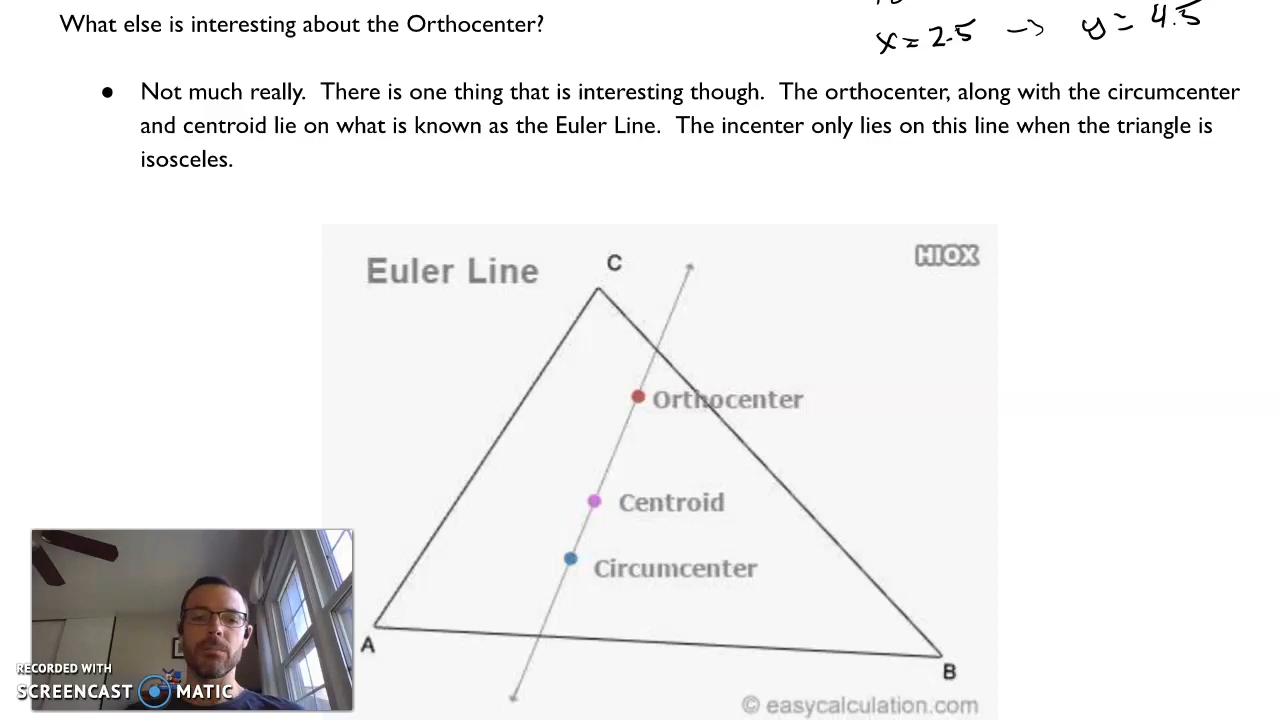 What else is interesting about the Orthocenter?
x = 2.5 → y = 4.5
● Not much really. There is one thing that is interesting though. The orthocenter, along with the circumcenter
and centroid lie on what is known as the Euler Line. The incenter only lies on this line when the triangle is
isosceles.
Euler Line
HIOX
C
Orthocenter
Centroid
Circumcenter
A
B
RECORDED WITH
SCREENCAST MATIC
© easycalculation.com